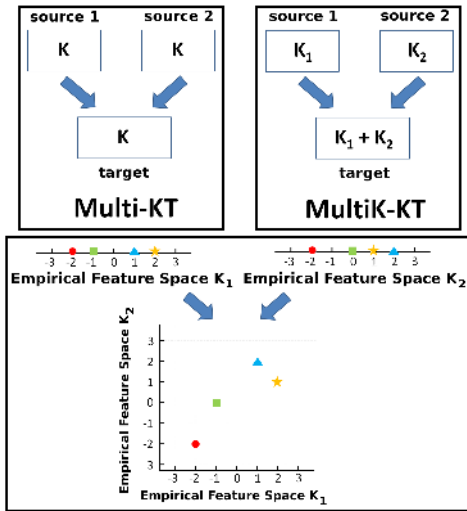 source 1 source 2
K K
K
target
Multi-KT
source 1 source 2
K₁ K₂
K₁ + K₂
target
MultiK-KT
-3 -2 -1 0 1 2 3
Empirical Feature Space K₁
-3 -2 -1 0 1 2 3
Empirical Feature Space K₂
Empirical Feature Space K₂
3
2
1
0
-1
-2
3
-3 -2 -1 0 1 2 3
Empirical Feature Space K₁